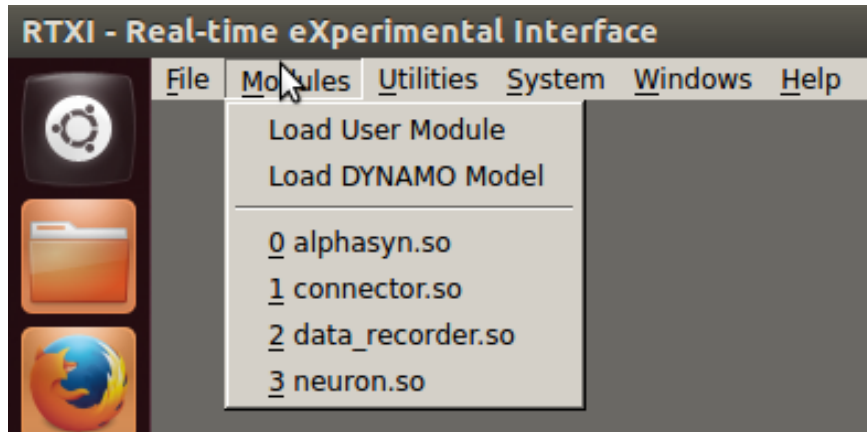 RTXI - Real-time eXperimental Interface
File Modules Utilities System Windows Help
Load User Module
Load DYNAMO Model
0 alphasyn.so
1 connector.so
2 data_recorder.so
3 neuron.so